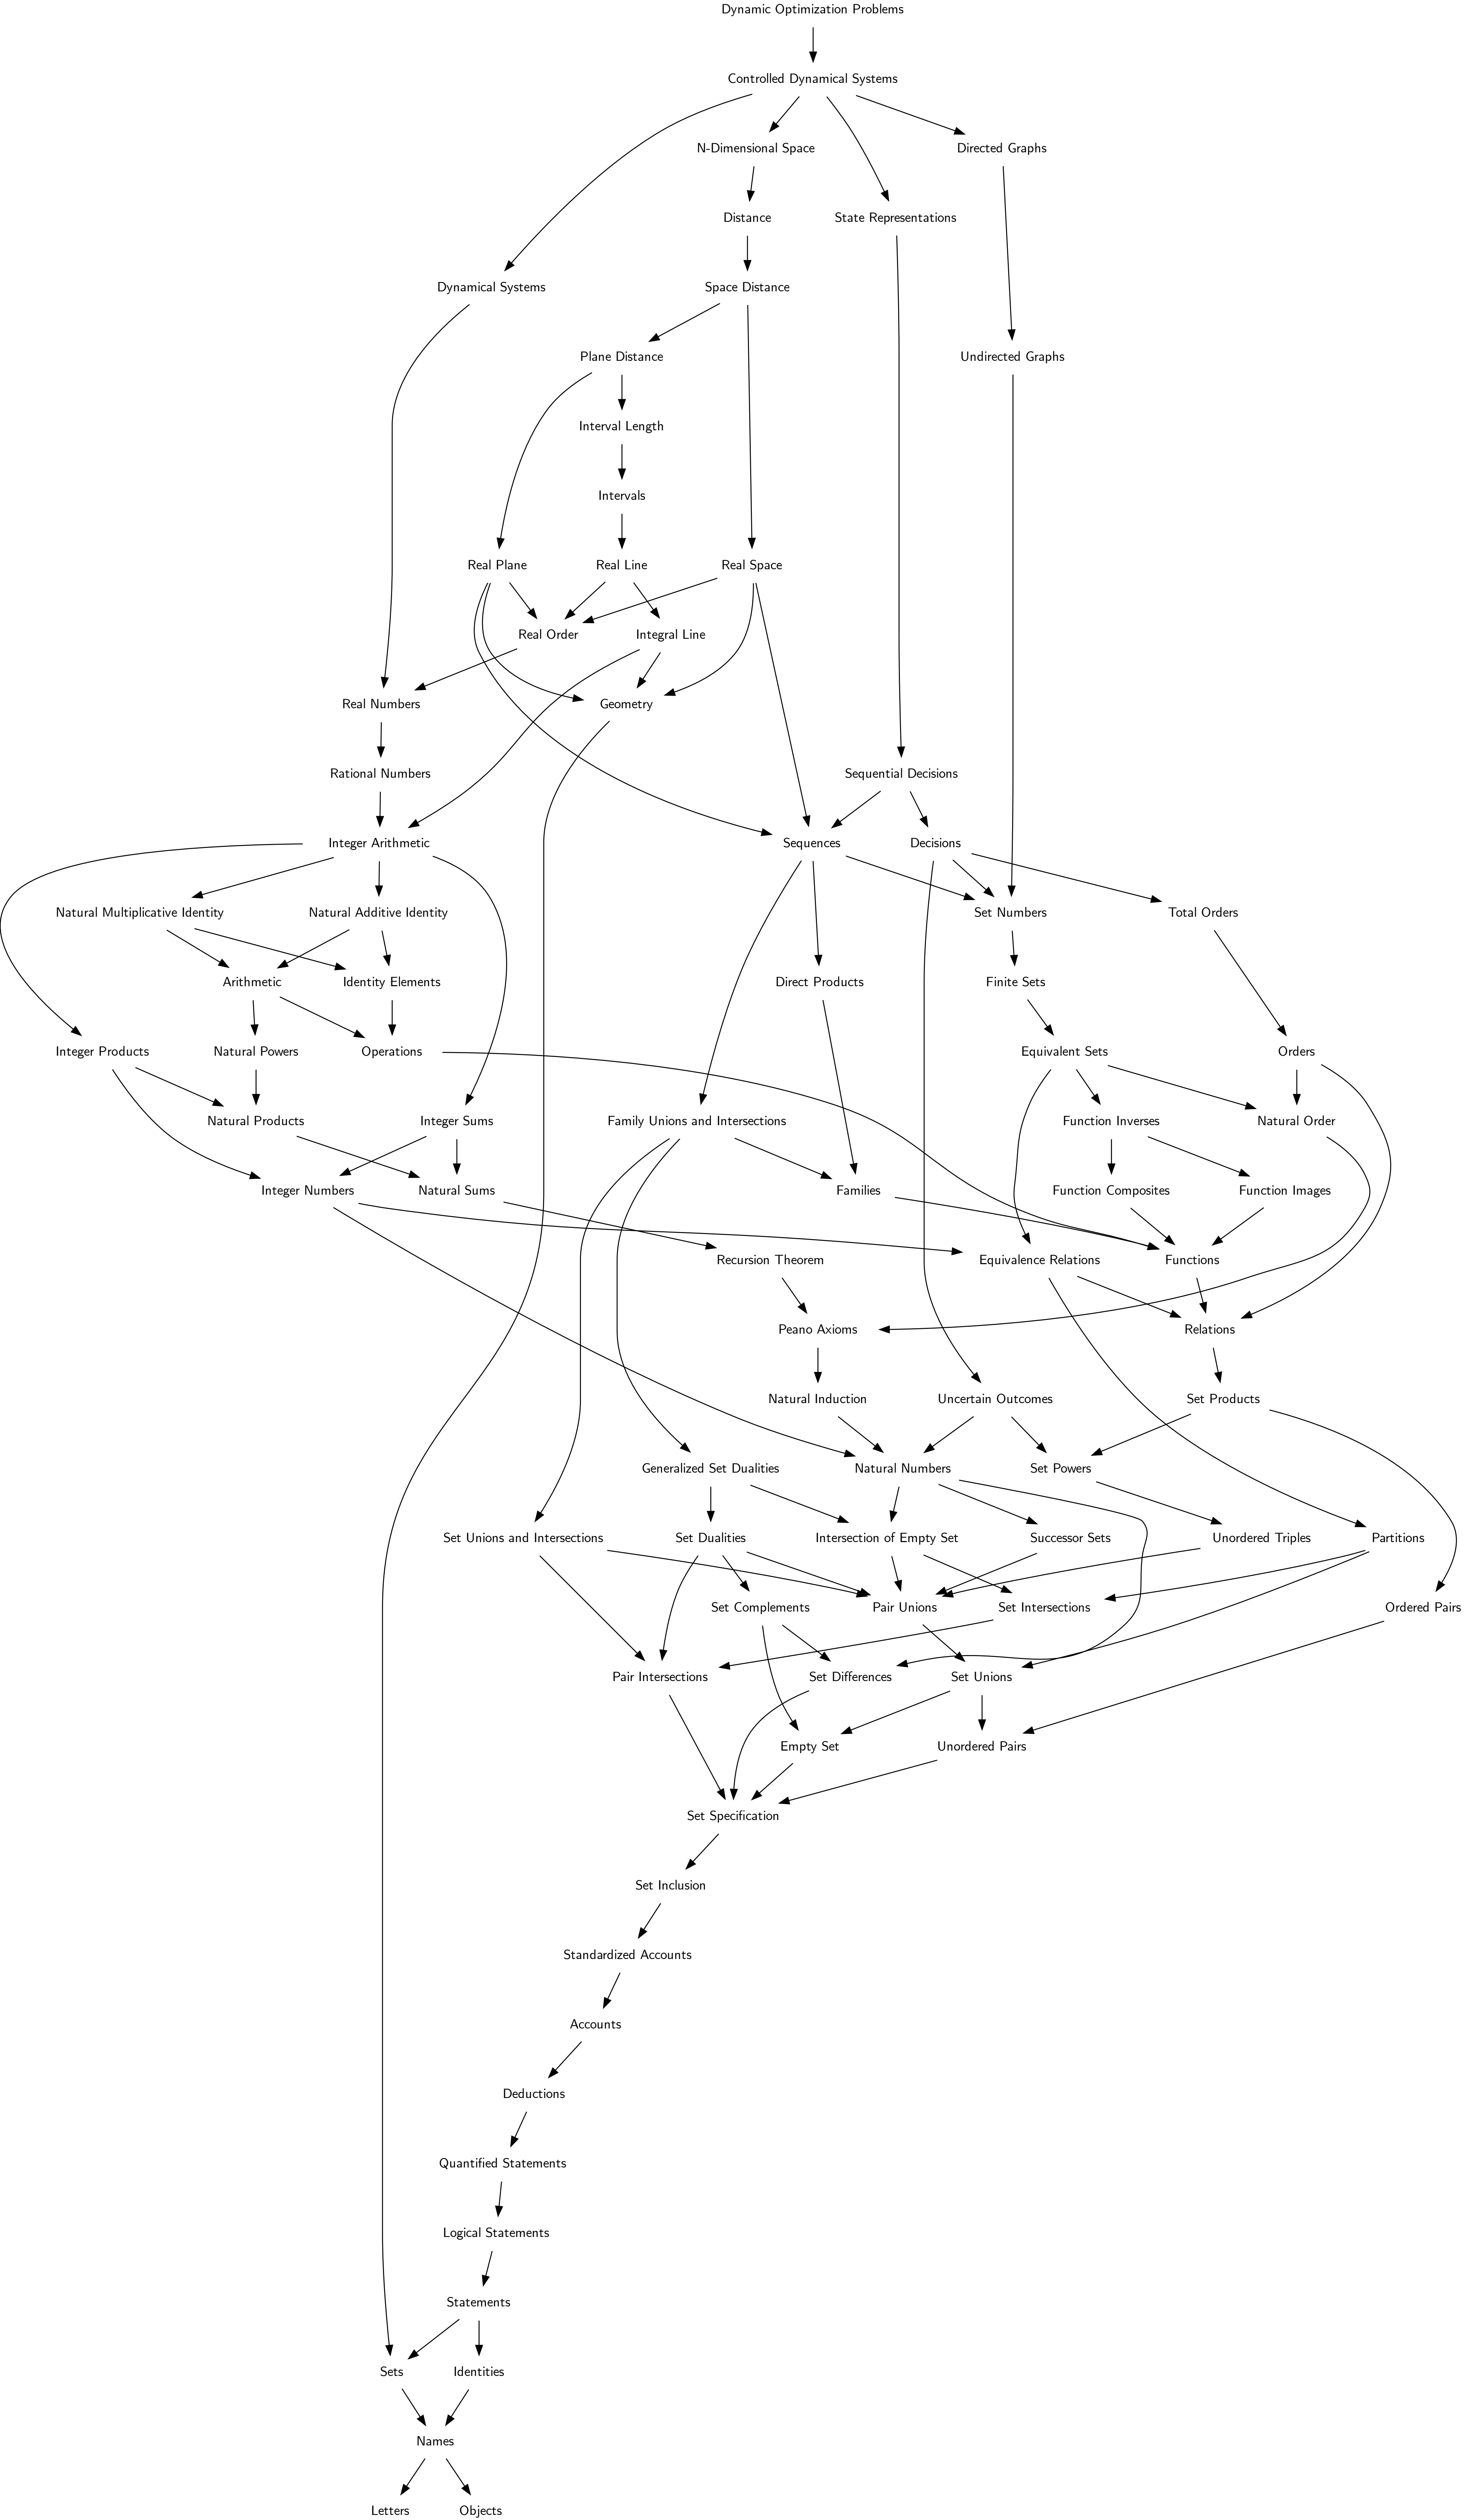 Dynamic Optimization Problems
Controlled Dynamical Systems
N-Dimensional Space
Directed Graphs
Distance
State Representations
Dynamical Systems
Space Distance
Plane Distance
Undirected Graphs
Interval Length
Intervals
Real Plane
Real Line
Real Space
Real Order
Integral Line
Real Numbers
Geometry
Rational Numbers
Sequential Decisions
Integer Arithmetic
Sequences
Decisions
Natural Multiplicative Identity
Natural Additive Identity
Set Numbers
Total Orders
Arithmetic
Identity Elements
Direct Products
Finite Sets
Integer Products
Natural Powers
Operations
Equivalent Sets
Orders
Natural Products
Integer Sums
Family Unions and Intersections
Function Inverses
Natural Order
Integer Numbers
Natural Sums
Families
Function Composites
Function Images
Recursion Theorem
Equivalence Relations
Functions
Peano Axioms
Relations
Natural Induction
Uncertain Outcomes
Set Products
Generalized Set Dualities
Natural Numbers
Set Powers
Set Unions and Intersections
Set Dualities
Intersection of Empty Set
Successor Sets
Unordered Triples
Partitions
Set Complements
Pair Unions
Set Intersections
Ordered Pairs
Pair Intersections
Set Differences
Set Unions
Empty Set
Unordered Pairs
Set Specification
Set Inclusion
Standardized Accounts
Accounts
Deductions
Quantified Statements
Logical Statements
Statements
Sets
Identities
Names
Letters
Objects